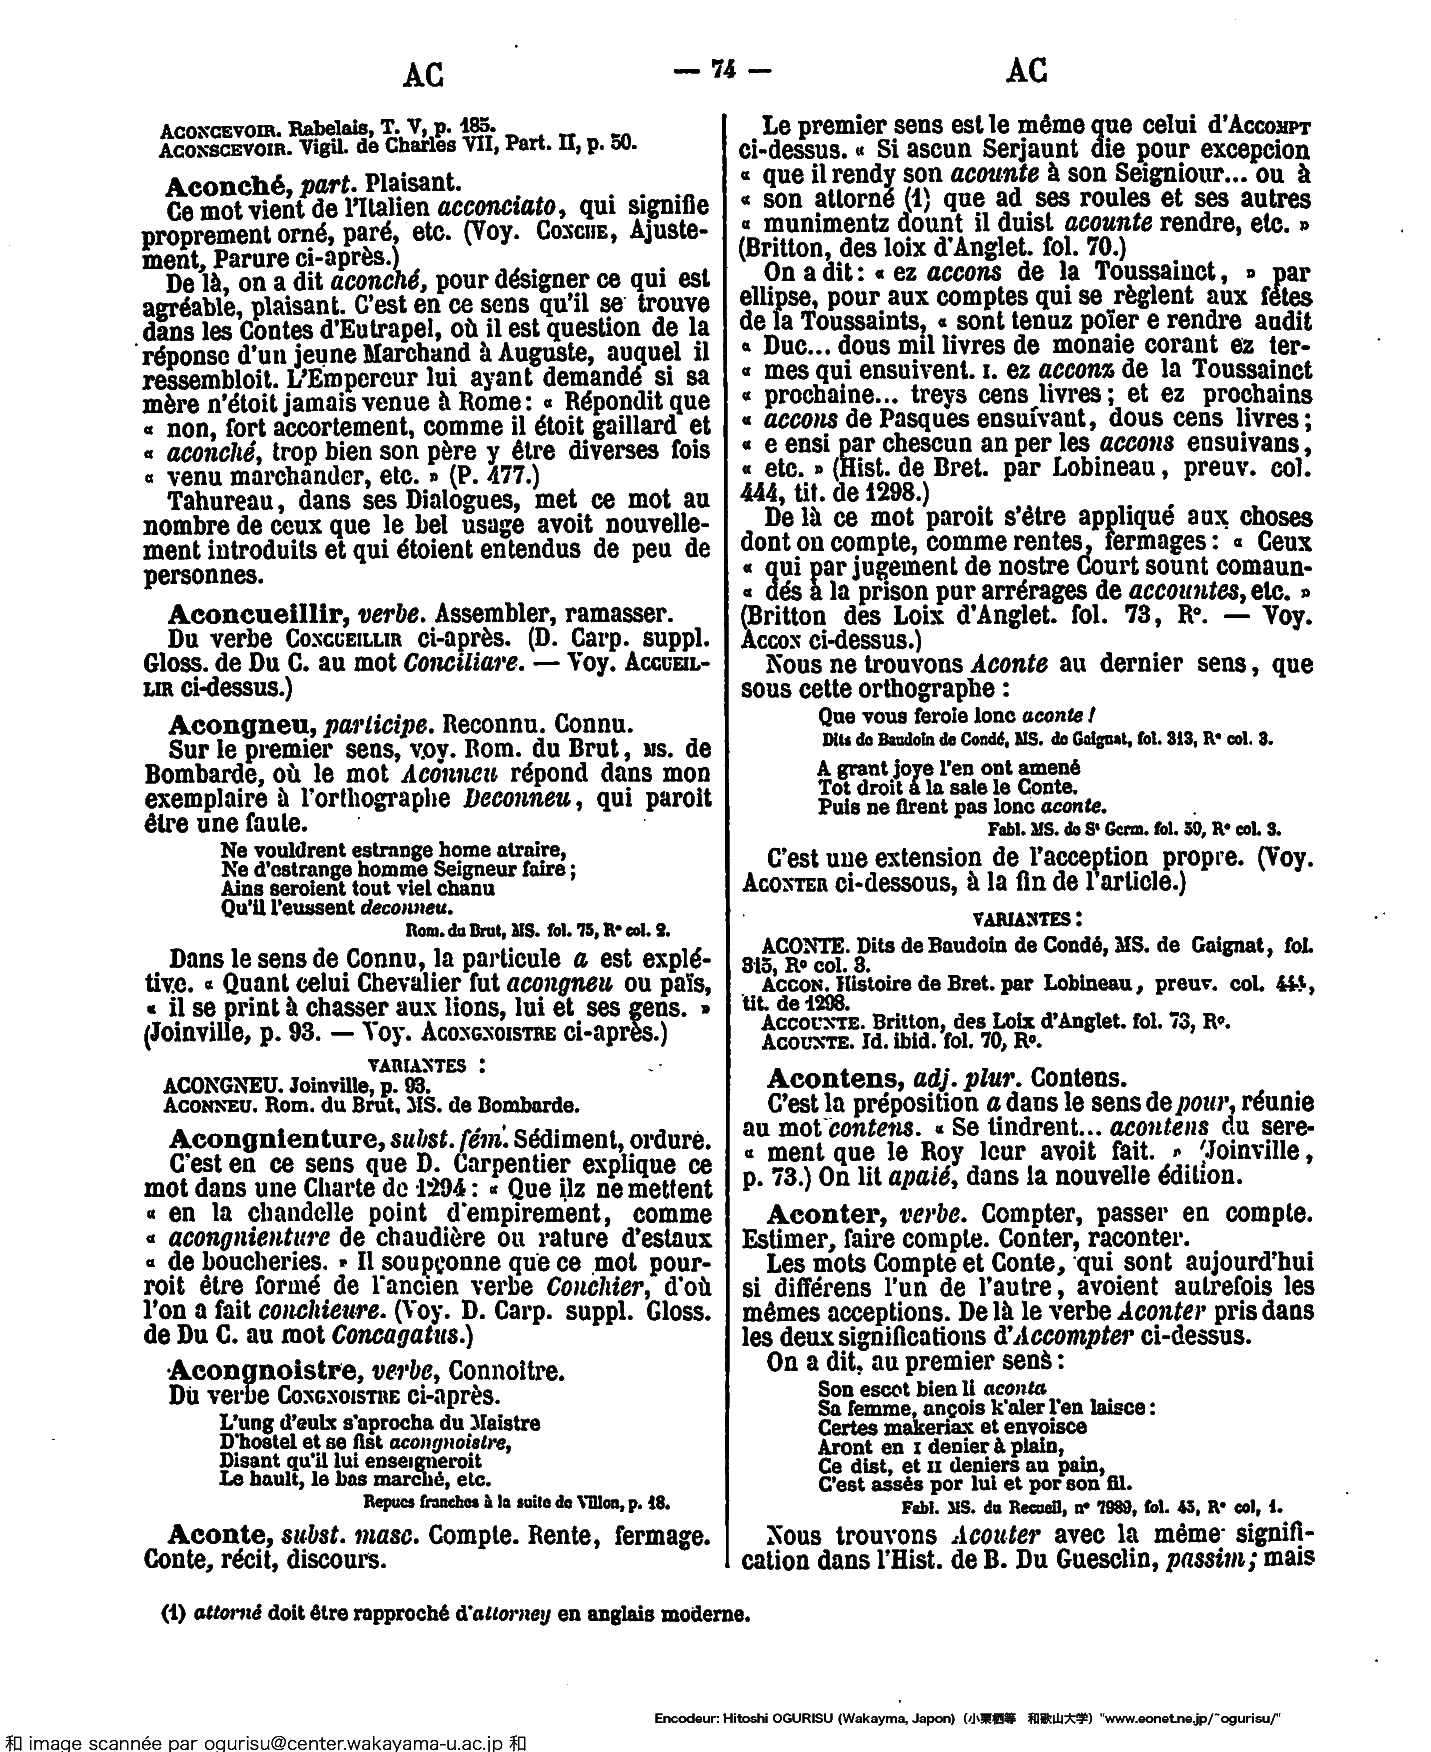 AC
— 74 —
AC
ACONCEVOIR. Rabelais, T. V, p. 185.
ACONSCEVOIR. Vigil. de Charles VII, Part. II, p. 50.
Aconché, part. Plaisant.
Ce mot vient de l'Italien acconciato, qui signifie
proprement orné, paré, etc. (Voy. CONCHE, Ajuste-
ment, Parure ci-après.)
De là, on a dit aconché, pour désigner ce qui est
agréable, plaisant. C'est en ce sens qu'il se trouve
dans les Contes d'Eutrapel, où il est question de la
réponse d'un jeune Marchand à Auguste, auquel il
ressembloit. L'Empereur lui ayant demandé si sa
mère n'étoit jamais venue à Rome: « Répondit que
« non, fort accortement, comme il étoit gaillard et
« aconché, trop bien son père y être diverses fois
« venu marchander, etc. » (P. 477.)
Tahureau, dans ses Dialogues, met ce mot au
nombre de ceux que le bel usage avoit nouvelle-
ment introduits et qui étoient entendus de peu de
personnes.
Aconcueillir, verbe. Assembler, ramasser.
Du verbe CONCUEILLIR ci-après. (D. Carp. suppl.
Gloss. de Du C. au mot Conciliare. — Voy. ACCUEIL-
LIR ci-dessus.)
Acongneu, participe. Reconnu. Connu.
Sur le premier sens, voy. Rom. du Brut, MS. de
Bombarde, où le mot Aconneu répond dans mon
exemplaire à l'orthographe Deconneu, qui paroit
être une faute.
Ne vouldrent estrange home atraire,
Ne d'estrange homme Seigneur faire;
Ains seroient tout viel chanu
Qu'il l'eussent deconneu.
Rom. du Brut, MS. fol. 75, R° col. 2.
Dans le sens de Connu, la particule a est explé-
tive. « Quant celui Chevalier fut acongneu ou païs,
« il se print à chasser aux lions, lui et ses gens. »
(Joinville, p. 93. — Voy. ACONGNOISTRE ci-après.)
VARIANTES :
ACONGNEU. Joinville, p. 93.
ACONNEU. Rom. du Brut, MS. de Bombarde.
Acongnienture, subst. fém. Sédiment, ordure.
C'est en ce sens que D. Carpentier explique ce
mot dans une Charte de 1294: « Que ilz ne mettent
« en la chandelle point d'empirement, comme
« acongnienture de chaudière ou rature d'estaux
« de boucheries. » Il soupçonne que ce mot pour-
roit être formé de l'ancien verbe Conchier, d'où
l'on a fait conchieure. (Voy. D. Carp. suppl. Gloss.
de Du C. au mot Concagatus.)
Acongnoistre, verbe, Connoitre.
Du verbe CONGNOISTRE ci-après.
L'ung d'eulx s'aprocha du Maistre
D'hostel et se fist acongnoistre,
Disant qu'il lui enseigneroit
Le hault, le bas marché, etc.
Repues franches à la suite de Villon, p. 18.
Aconte, subst. masc. Compte. Rente, fermage.
Conte, récit, discours.
Le premier sens est le même que celui d'ACCOMPT
ci-dessus. « Si ascun Serjaunt die pour excepcion
« que il rendy son acounte à son Seigniour... ou à
« son attorné (1) que ad ses roules et ses autres
« munimentz dount il duist acounte rendre, etc. »
(Britton, des loix d'Anglet. fol. 70.)
On a dit: « ez accons de la Toussainct, » par
ellipse, pour aux comptes qui se règlent aux fêtes
de la Toussaints, « sont tenuz poïer e rendre audit
« Duc... dous mil livres de monaie corant ez ter-
« mes qui ensuivent. I. ez acconz de la Toussainct
« prochaine... treys cens livres; et ez prochains
« accons de Pasques ensuivant, dous cens livres;
« e ensi par chescun an per les accons ensuivans,
« etc. » (Hist. de Bret. par Lobineau, preuv. col.
444, tit. de 1298.)
De là ce mot paroit s'être appliqué aux choses
dont on compte, comme rentes, fermages: « Ceux
« qui par jugement de nostre Court sount comaun-
« dés à la prison pur arrérages de accountes, etc. »
(Britton des Loix d'Anglet. fol. 73, R°. — Voy.
ACCON ci-dessus.)
Nous ne trouvons Aconte au dernier sens, que
sous cette orthographe :
Que vous feroie lonc aconte!
Dits de Baudoin de Condé, MS. de Gaignat, fol. 313, R° col. 3.
A grant joye l'en ont amené
Tot droit à la sale le Conte.
Puis ne firent pas lonc aconte.
Fabl. MS. de St Germ. fol. 50, R° col. 3.
C'est une extension de l'acception propre. (Voy.
ACONTER ci-dessous, à la fin de l'article.)
VARIANTES :
ACONTE. Dits de Baudoin de Condé, MS. de Gaignat, fol.
315, R° col. 3.
ACCON. Histoire de Bret. par Lobineau, preuv. col. 444,
tit. de 1298.
ACCOUNTE. Britton, des Loix d'Anglet. fol. 73, R°.
ACOUNTE. Id. ibid. fol. 70, R°.
Acontens, adj. plur. Contens.
C'est la préposition a dans le sens de pour, réunie
au mot contens. « Se tindrent... acontens du sere-
« ment que le Roy leur avoit fait. » (Joinville,
p. 73.) On lit apaié, dans la nouvelle édition.
Aconter, verbe. Compter, passer en compte.
Estimer, faire compte. Conter, raconter.
Les mots Compte et Conte, qui sont aujourd'hui
si différens l'un de l'autre, avoient autrefois les
mêmes acceptions. De là le verbe Aconter pris dans
les deux significations d'Accompter ci-dessus.
On a dit, au premier sens :
Son escot bien li aconta
Sa femme, ançois k'aler l'en laisce:
Certes makeriax et envoisce
Aront en I denier à plain,
Ce dist, et II deniers au pain,
C'est assés por lui et por son fil.
Fabl. MS. du Recueil, n° 7989, fol. 45, R° col, 1.
Nous trouvons Acouter avec la même signifi-
cation dans l'Hist. de B. Du Guesclin, passim; mais
(1) attorné doit être rapproché d'attorney en anglais moderne.
Encodeur: Hitoshi OGURISU (Wakayma, Japon) (小栗栖等 和歌山大学) "www.eonet.ne.jp/~ogurisu/"
和 image scannée par ogurisu@center.wakayama-u.ac.jp 和